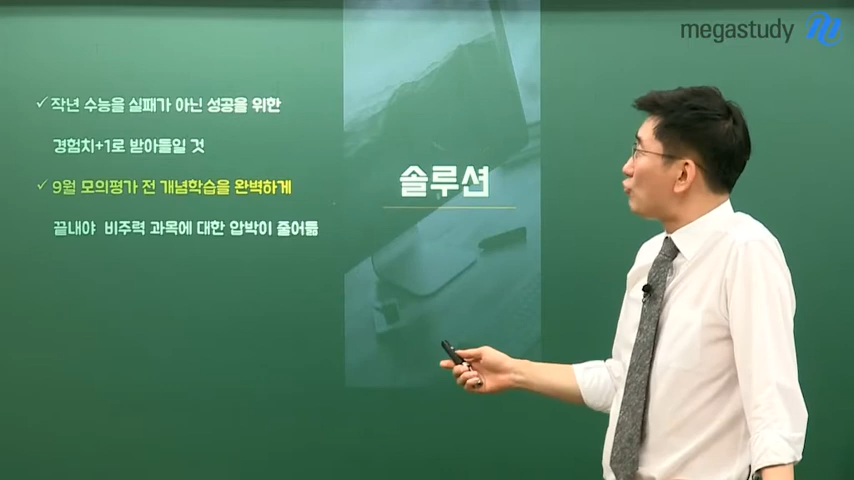 megastudy
✓작년 수능을 실패가 아닌 성공을 위한
경험치+1로 받아들일 것
✓9월 모의평가 전 개념학습을 완벽하게
끝내야 비주력 과목에 대한 압박이 줄어듦
솔루션